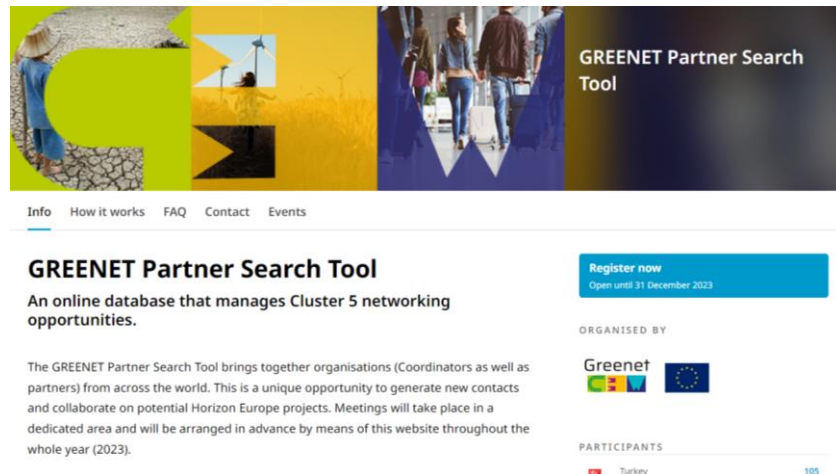 GREENET Partner Search
Tool
Info How it works FAQ Contact Events
GREENET Partner Search Tool
An online database that manages Cluster 5 networking
opportunities.
The GREENET Partner Search Tool brings together organisations (Coordinators as well as
partners) from across the world. This is a unique opportunity to generate new contacts
and collaborate on potential Horizon Europe projects. Meetings will take place in a
dedicated area and will be arranged in advance by means of this website throughout the
whole year (2023).
Register now
Open until 31 December 2023
ORGANISED BY
Greenet
CEW
PARTICIPANTS
Turkey 105